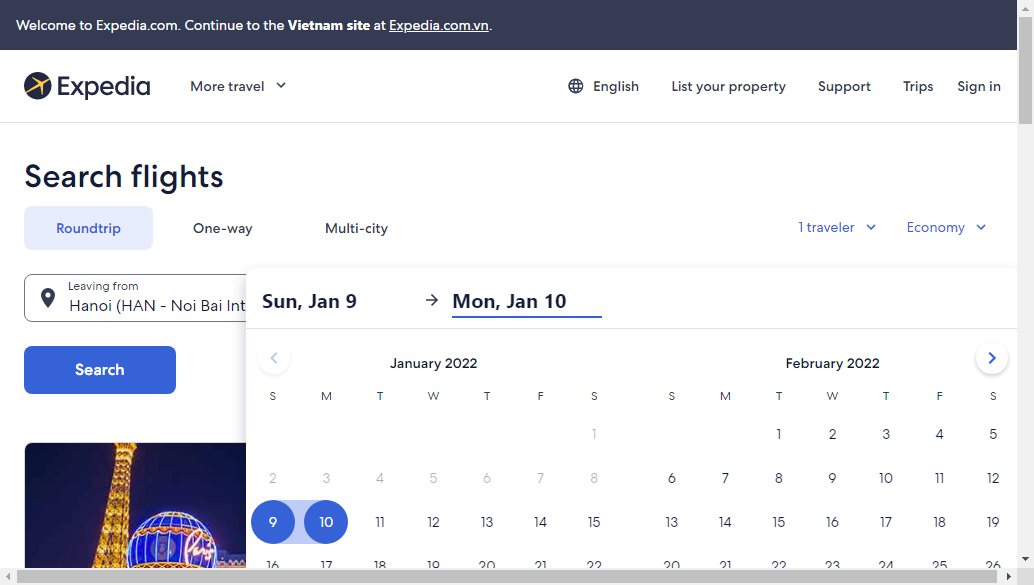 Welcome to Expedia.com. Continue to the Vietnam site at Expedia.com.vn.
Expedia More travel English List your property Support Trips Sign in
Search flights
Roundtrip One-way Multi-city 1 traveler Economy
Leaving from
Hanoi (HAN - Noi Bai Int
Sun, Jan 9 → Mon, Jan 10
Search
January 2022 February 2022
S M T W T F S S M T W T F S
1 1 2 3 4 5
2 3 4 5 6 7 8 6 7 8 9 10 11 12
9 10 11 12 13 14 15 13 14 15 16 17 18 19
16 17 18 19 20 21 22 20 21 22 23 24 25 26
Paris